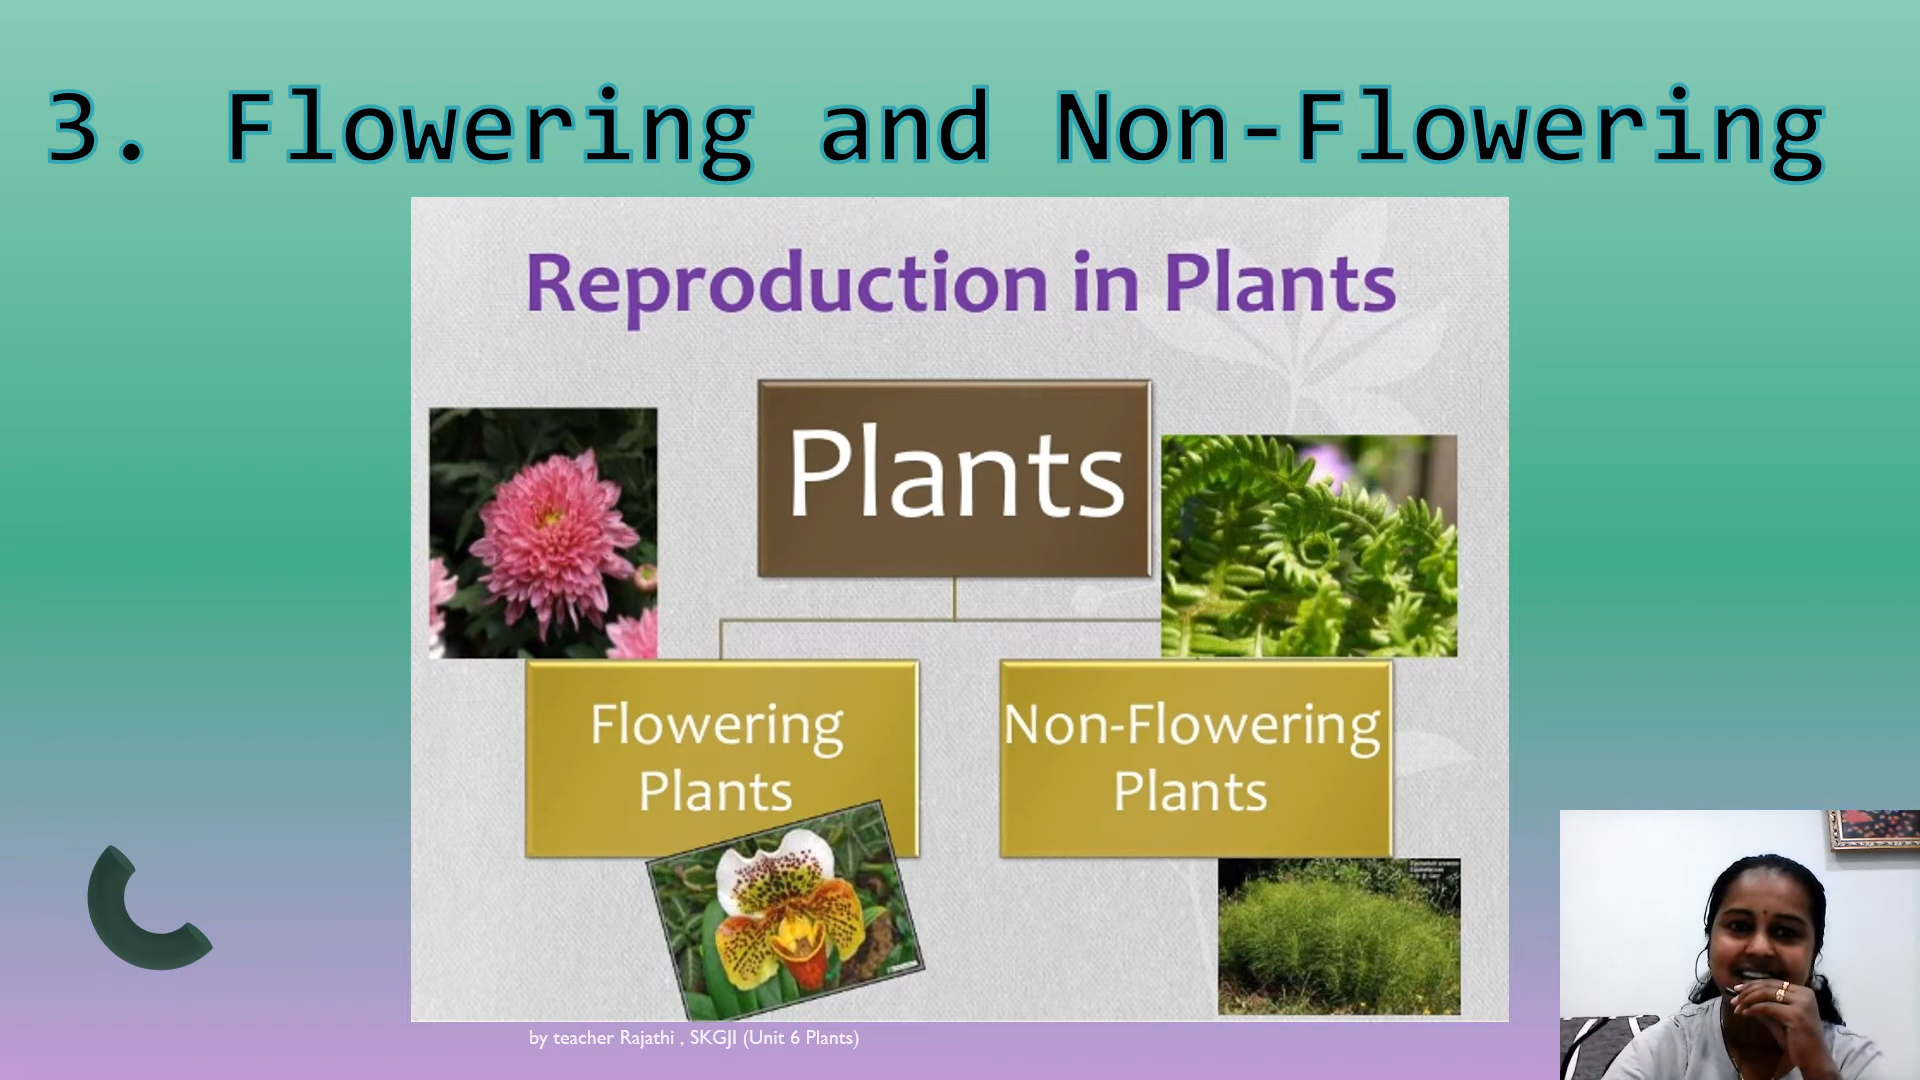 3. Flowering and Non-Flowering
Reproduction in Plants
Plants
Flowering
Plants
Non-Flowering
Plants
by teacher Rajathi , SKGJI (Unit 6 Plants)